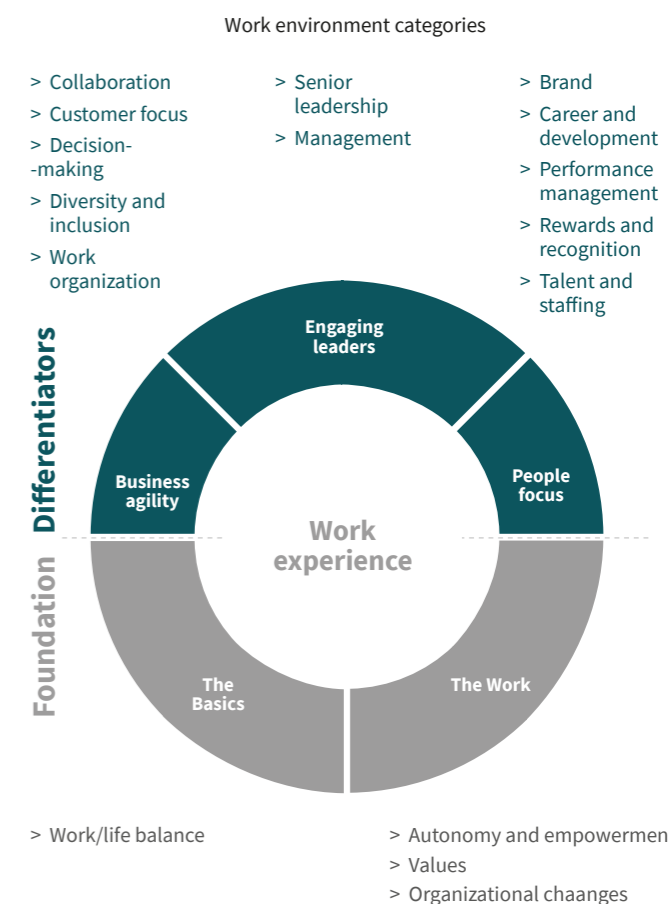 Work environment categories
> Collaboration
> Customer focus
> Decision-
-making
> Diversity and
inclusion
> Work
organization
> Senior
leadership
> Management
> Brand
> Career and
development
> Performance
management
> Rewards and
recognition
> Talent and
staffing
Differentiators
Engaging
leaders
Business
agility
People
focus
Work
experience
Foundation
The
Basics
The Work
> Work/life balance
> Autonomy and empowermen
> Values
> Organizational chaanges